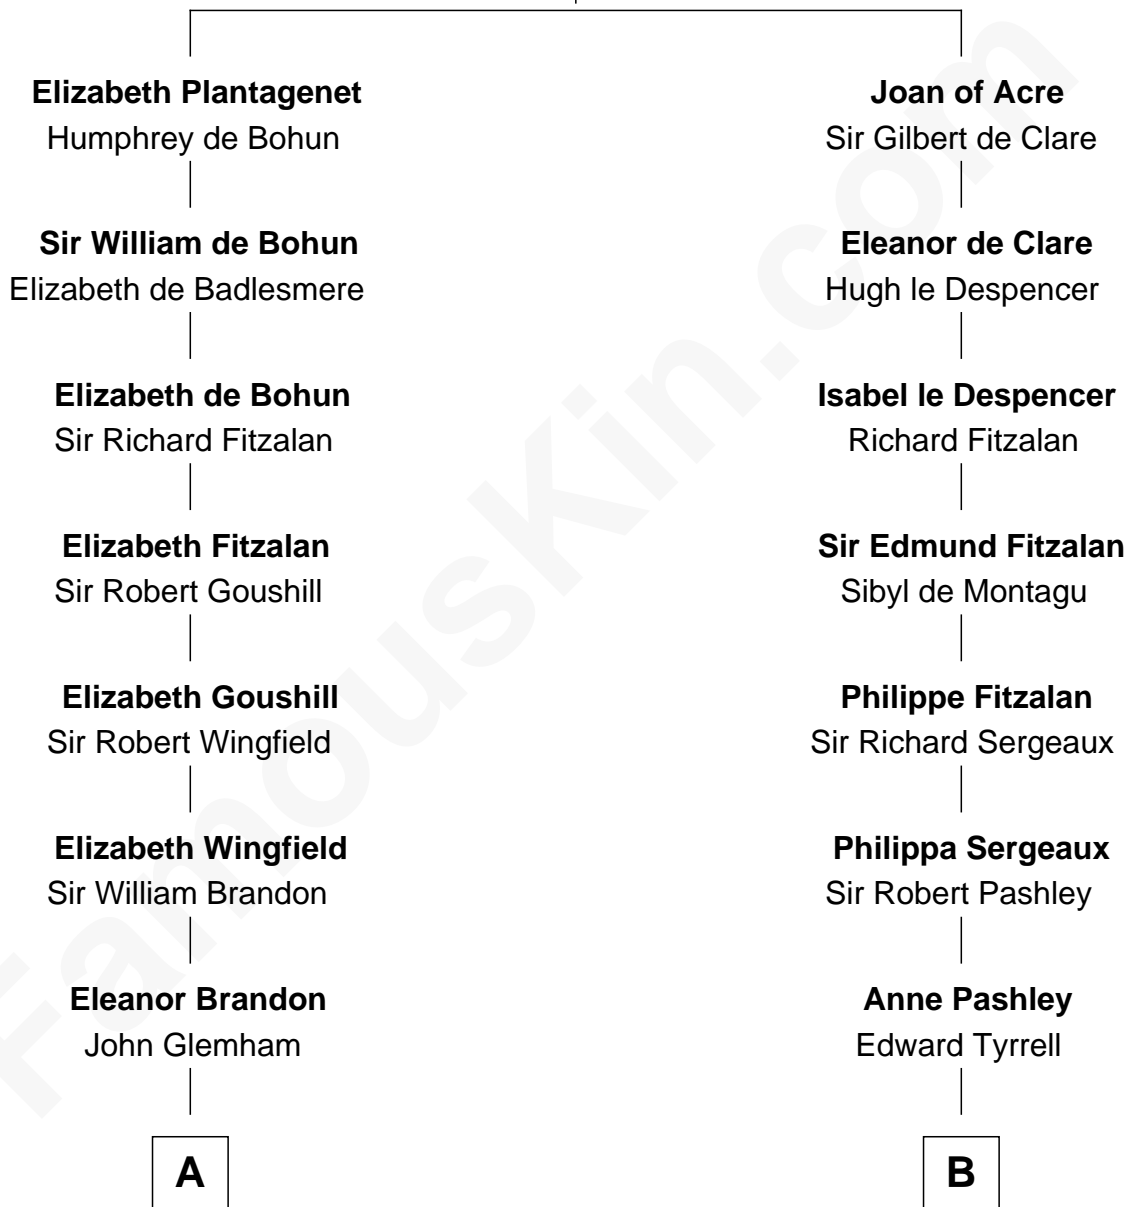 Elizabeth Plantagenet
Humphrey de Bohun
Sir William de Bohun
Elizabeth de Badlesmere
Elizabeth de Bohun
Sir Richard Fitzalan
Elizabeth Fitzalan
Sir Robert Goushill
Elizabeth Goushill
Sir Robert Wingfield
Elizabeth Wingfield
Sir William Brandon
Eleanor Brandon
John Glemham
A
Joan of Acre
Sir Gilbert de Clare
Eleanor de Clare
Hugh le Despencer
Isabel le Despencer
Richard Fitzalan
Sir Edmund Fitzalan
Sibyl de Montagu
Philippe Fitzalan
Sir Richard Sergeaux
Philippa Sergeaux
Sir Robert Pashley
Anne Pashley
Edward Tyrrell
B
FamousKin.com